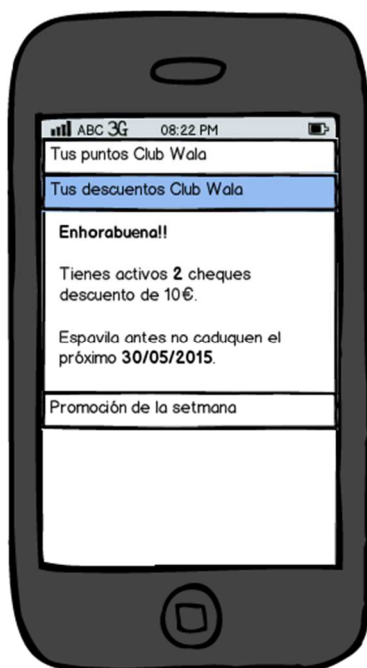 ABC 3G 08:22 PM
Tus puntos Club Wala
Tus descuentos Club Wala
Enhorabuena!!
Tienes activos 2 cheques
descuento de 10€.
Espavila antes no caduquen el
próximo 30/05/2015.
Promoción de la setmana